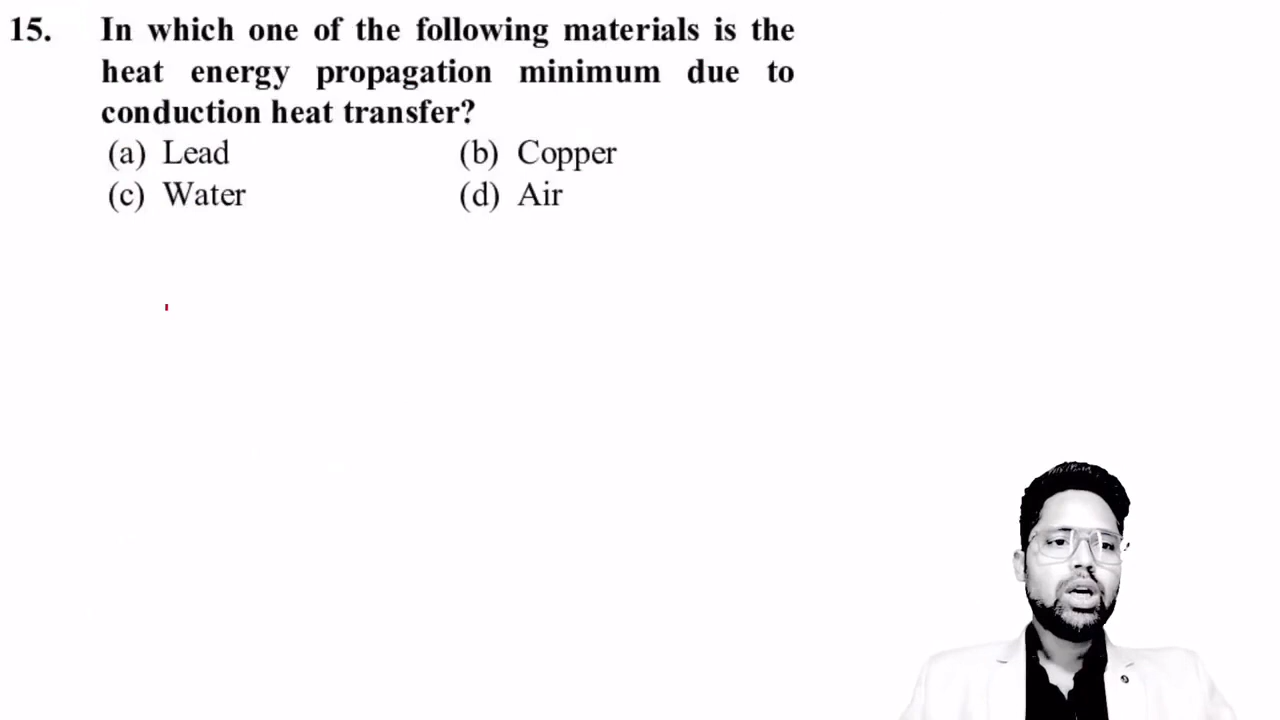 15. In which one of the following materials is the
heat energy propagation minimum due to
conduction heat transfer?
(a) Lead (b) Copper
(c) Water (d) Air